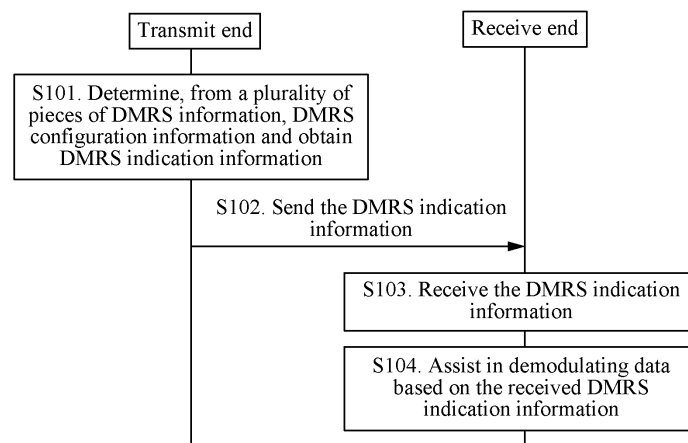 Transmit end
Receive end
S101. Determine, from a plurality of
pieces of DMRS information, DMRS
configuration information and obtain
DMRS indication information
S102. Send the DMRS indication
information
S103. Receive the DMRS indication
information
S104. Assist in demodulating data
based on the received DMRS
indication information